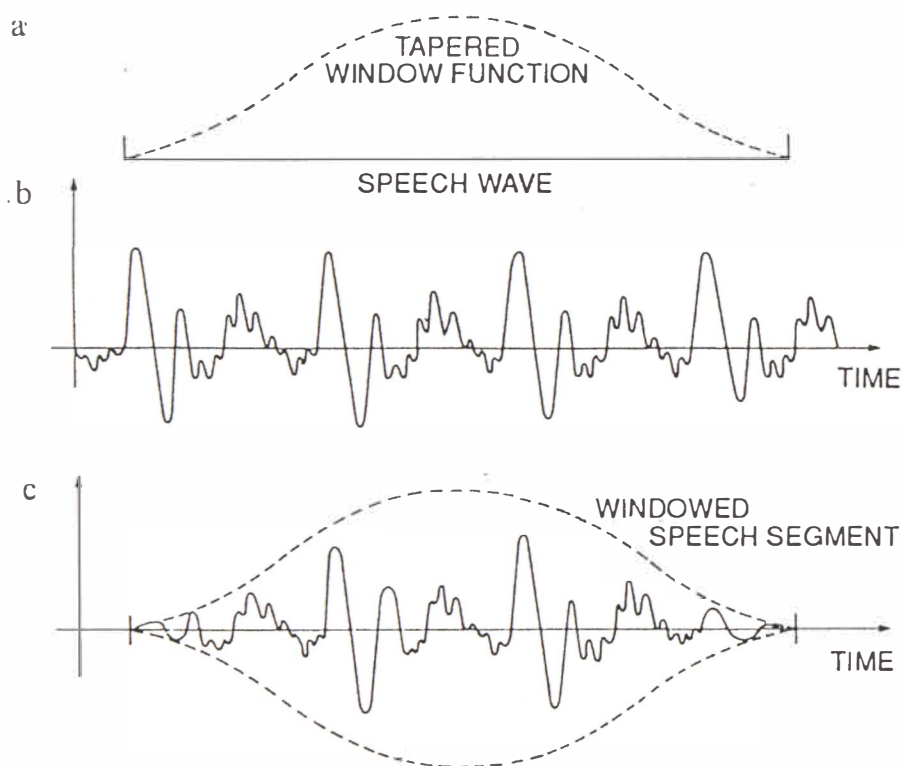 a
TAPERED
WINDOW FUNCTION
SPEECH WAVE
b
TIME
c
WINDOWED
SPEECH SEGMENT
TIME